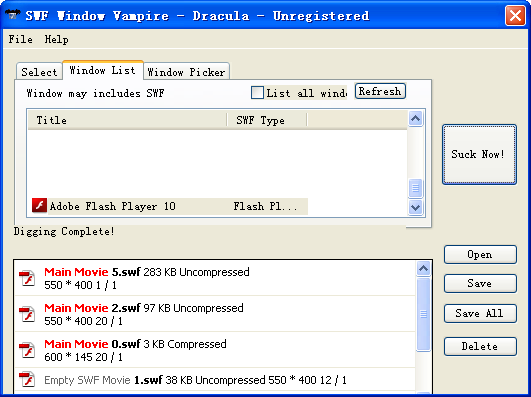 SWF Window Vampire - Dracula - Unregistered
File Help
Select Window List Window Picker
Window may includes SWF List all wind Refresh
Title SWF Type
Suck Now!
Adobe Flash Player 10 Flash Pl...
Digging Complete!
Open
Main Movie 5.swf 283 KB Uncompressed
550 * 400 1 / 1
Save
Main Movie 2.swf 97 KB Uncompressed
550 * 400 20 / 1
Save All
Main Movie 0.swf 3 KB Compressed
600 * 145 20 / 1
Delete
Empty SWF Movie 1.swf 38 KB Uncompressed 550 * 400 12 / 1